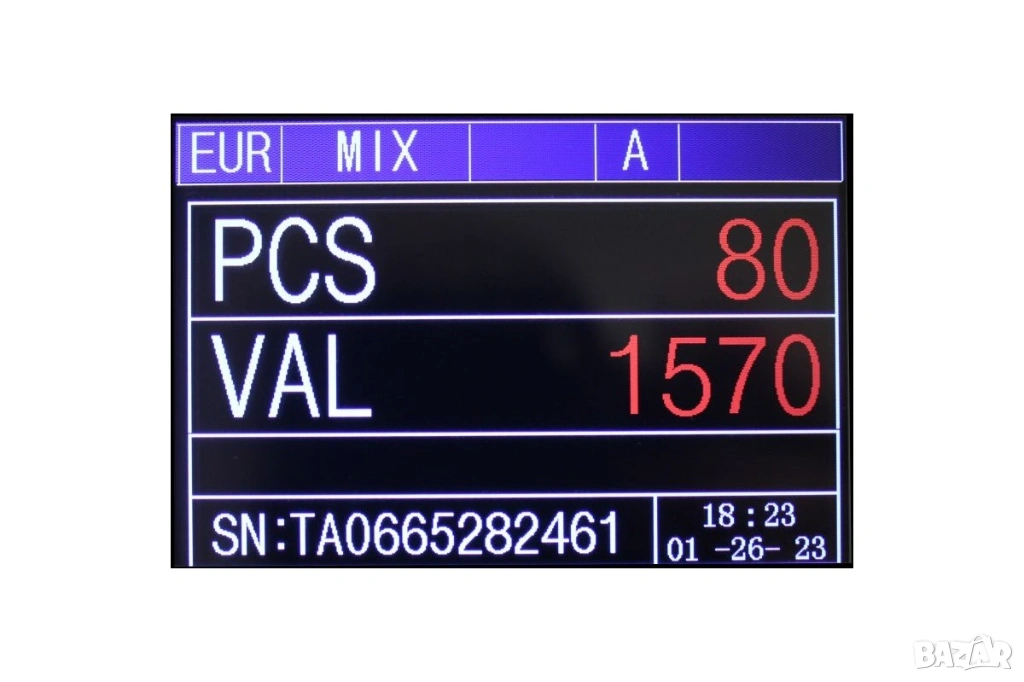 EUR MIX A
PCS 80
VAL 1570
SN:TA0665282461
18 : 23
01 -26- 23
BAZAR